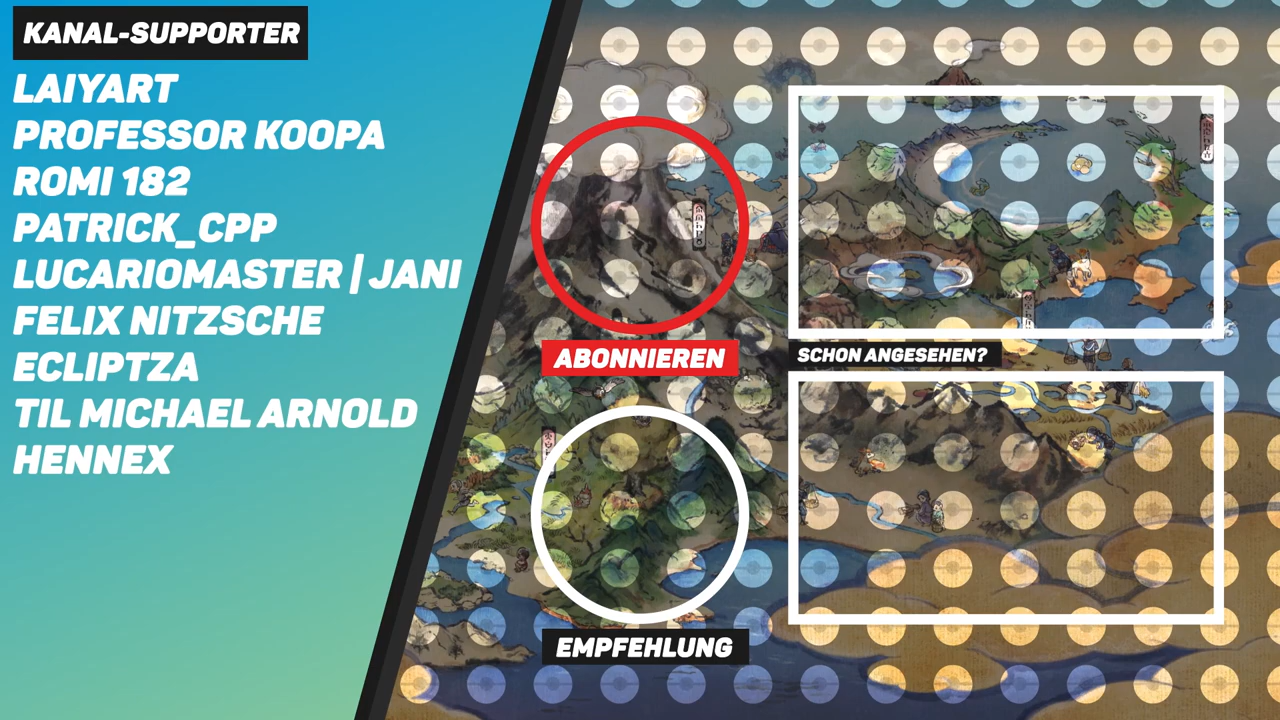 KANAL-SUPPORTER
LAIYART
PROFESSOR KOOPA
ROMI 182
PATRICK_CPP
LUCARIOMASTER | JANI
FELIX NITZSCHE
ECLIPTZA
TIL MICHAEL ARNOLD
HENNEX
ABONNIEREN
SCHON ANGESEHEN?
EMPFEHLUNG